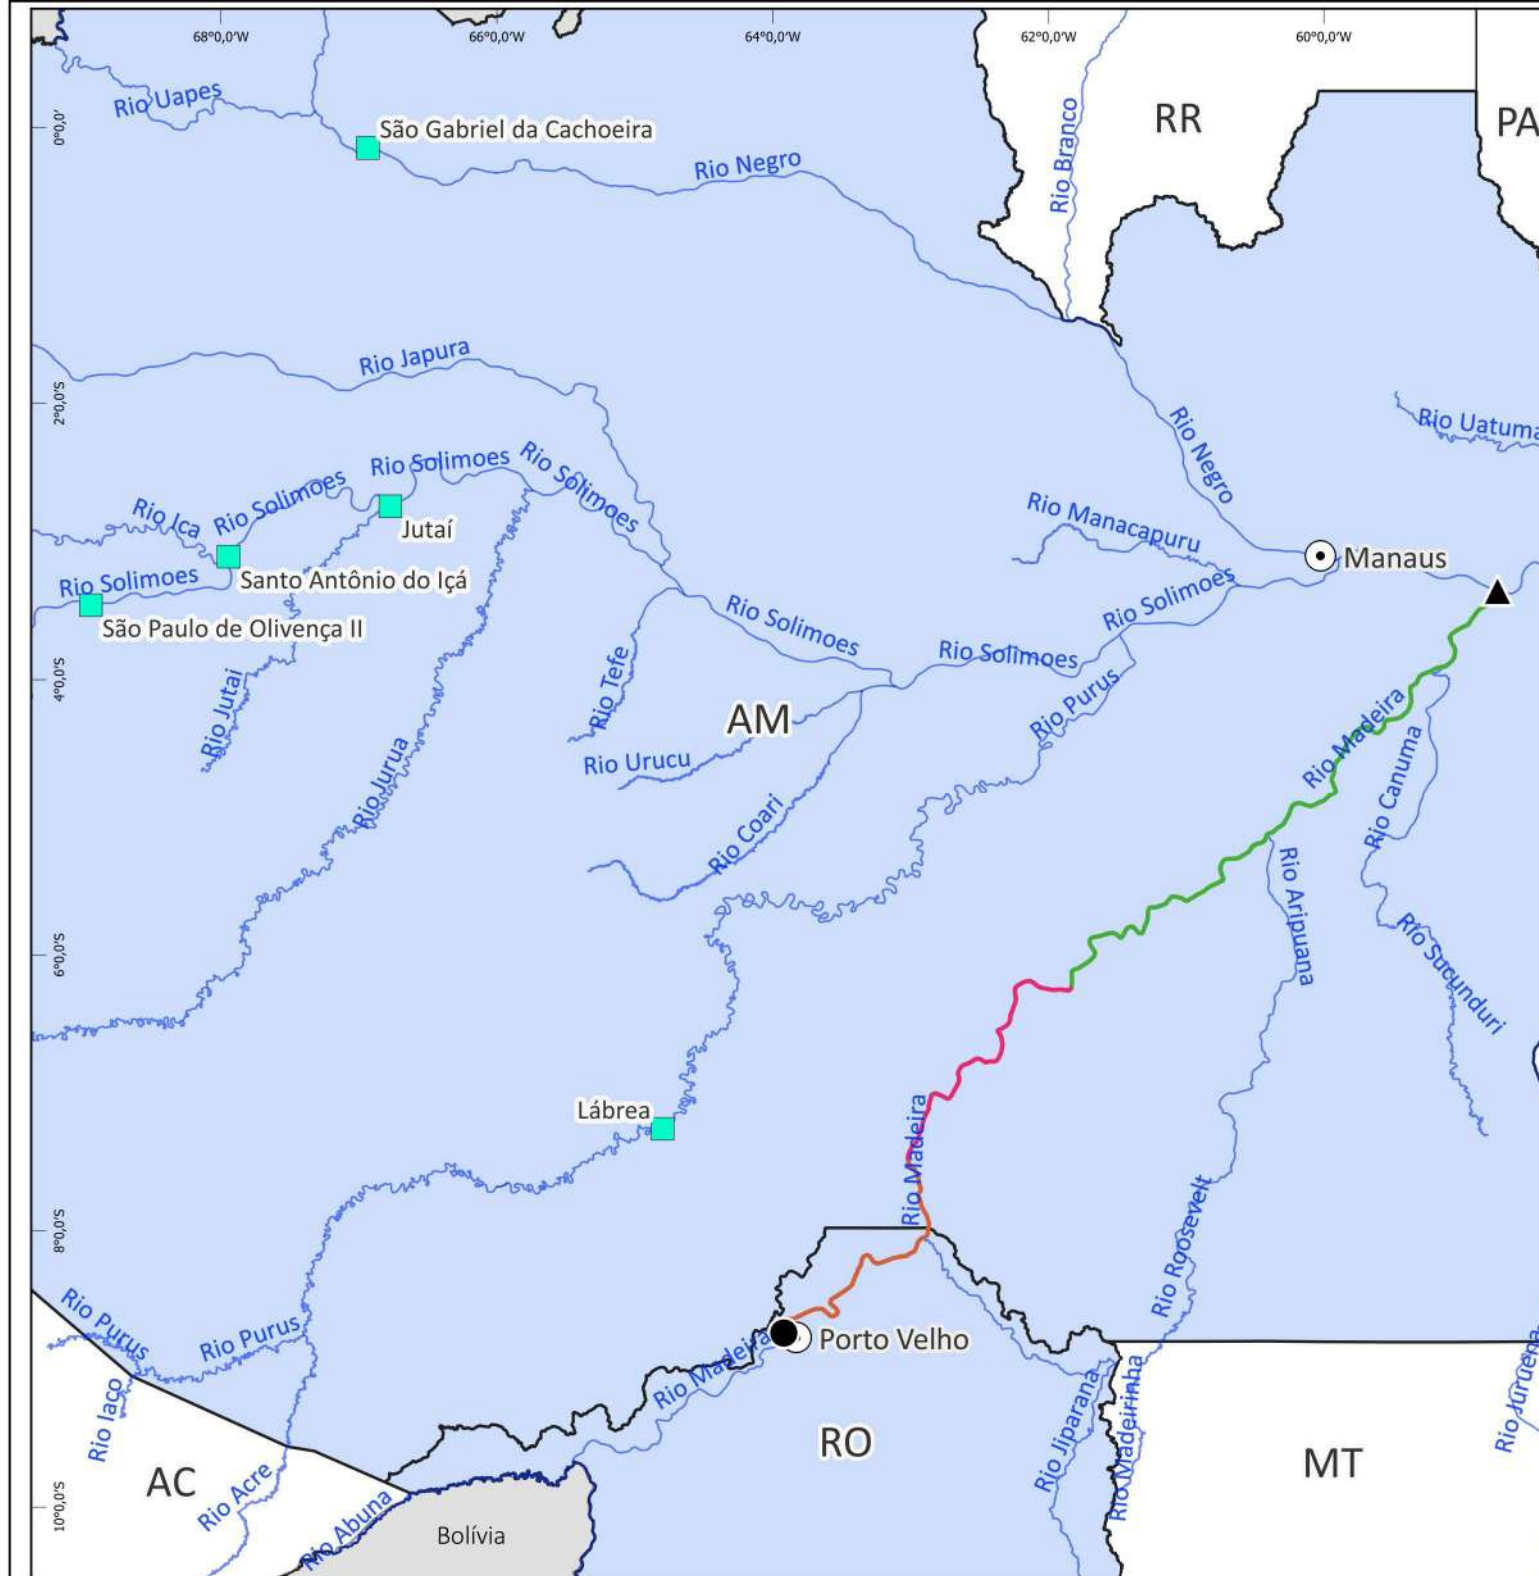 68°0,0'W
66°0,0'W
64°0,0'W
62°0,0'W
60°0,0'W
0°0,0'
2°0,0'S
4°0,0'S
6°0,0'S
8°0,0'S
10°0,0'S
Rio Uapes
São Gabriel da Cachoeira
Rio Negro
Rio Branco
RR
PA
Rio Japura
Rio Negro
Rio Uatuma
Rio Solimoes
Rio Solimoes
Rio Solimoes
Rio Ica
Jutaí
Rio Manacapuru
Manaus
Rio Solimoes
Santo Antônio do Içá
São Paulo de Olivença II
Rio Solimoes
Rio Solimoes
Rio Solimoes
Rio Jutai
Rio Tefe
AM
Rio Purus
Rio Madeira
Rio Urucu
Rio Jurua
Rio Coari
Rio Canuma
Rio Aripuana
Rio Sucunduri
Lábrea
Rio Madeira
Rio Roosevelt
Rio Purus
Rio Purus
Porto Velho
Rio Madeira
Rio Iaco
Rio Jiparana
Rio Madeirinha
Rio Juruena
RO
MT
AC
Rio Acre
Rio Abuna
Bolívia